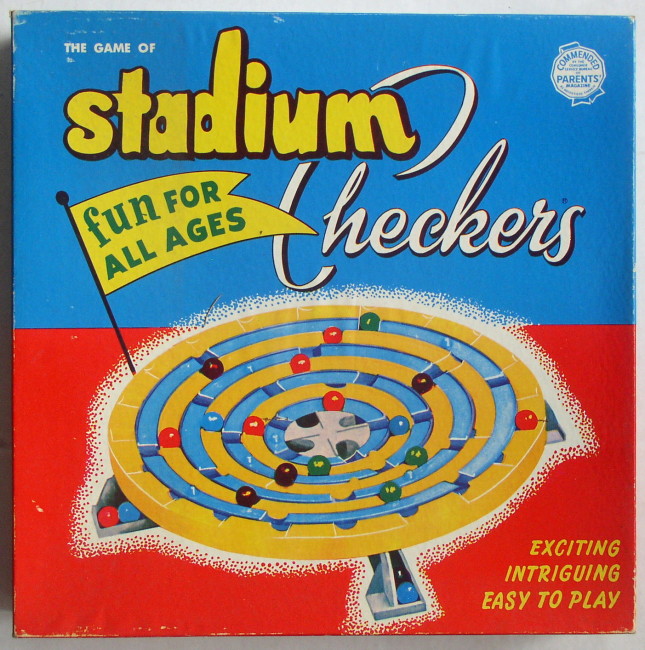 THE GAME OF
stadium
Checkers
fun FOR
ALL AGES
COMMENDED
PARENTS'
MAGAZINE
EXCITING
INTRIGUING
EASY TO PLAY